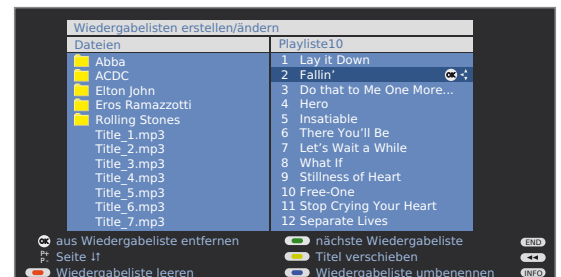 Wiedergabelisten erstellen/ändern
Dateien
Abba
ACDC
Elton John
Eros Ramazzotti
Rolling Stones
Title_1.mp3
Title_2.mp3
Title_3.mp3
Title_4.mp3
Title_5.mp3
Title_6.mp3
Title_7.mp3
Playliste10
1 Lay it Down
2 Fallin’ OK
3 Do that to Me One More...
4 Hero
5 Insatiable
6 There You’ll Be
7 Let’s Wait a While
8 What If
9 Stillness of Heart
10 Free-One
11 Stop Crying Your Heart
12 Separate Lives
OK aus Wiedergabeliste entfernen
P+ P- Seite ↓↑
Wiedergabeliste leeren
nächste Wiedergabeliste
Titel verschieben
Wiedergabeliste umbenennen
END
INFO